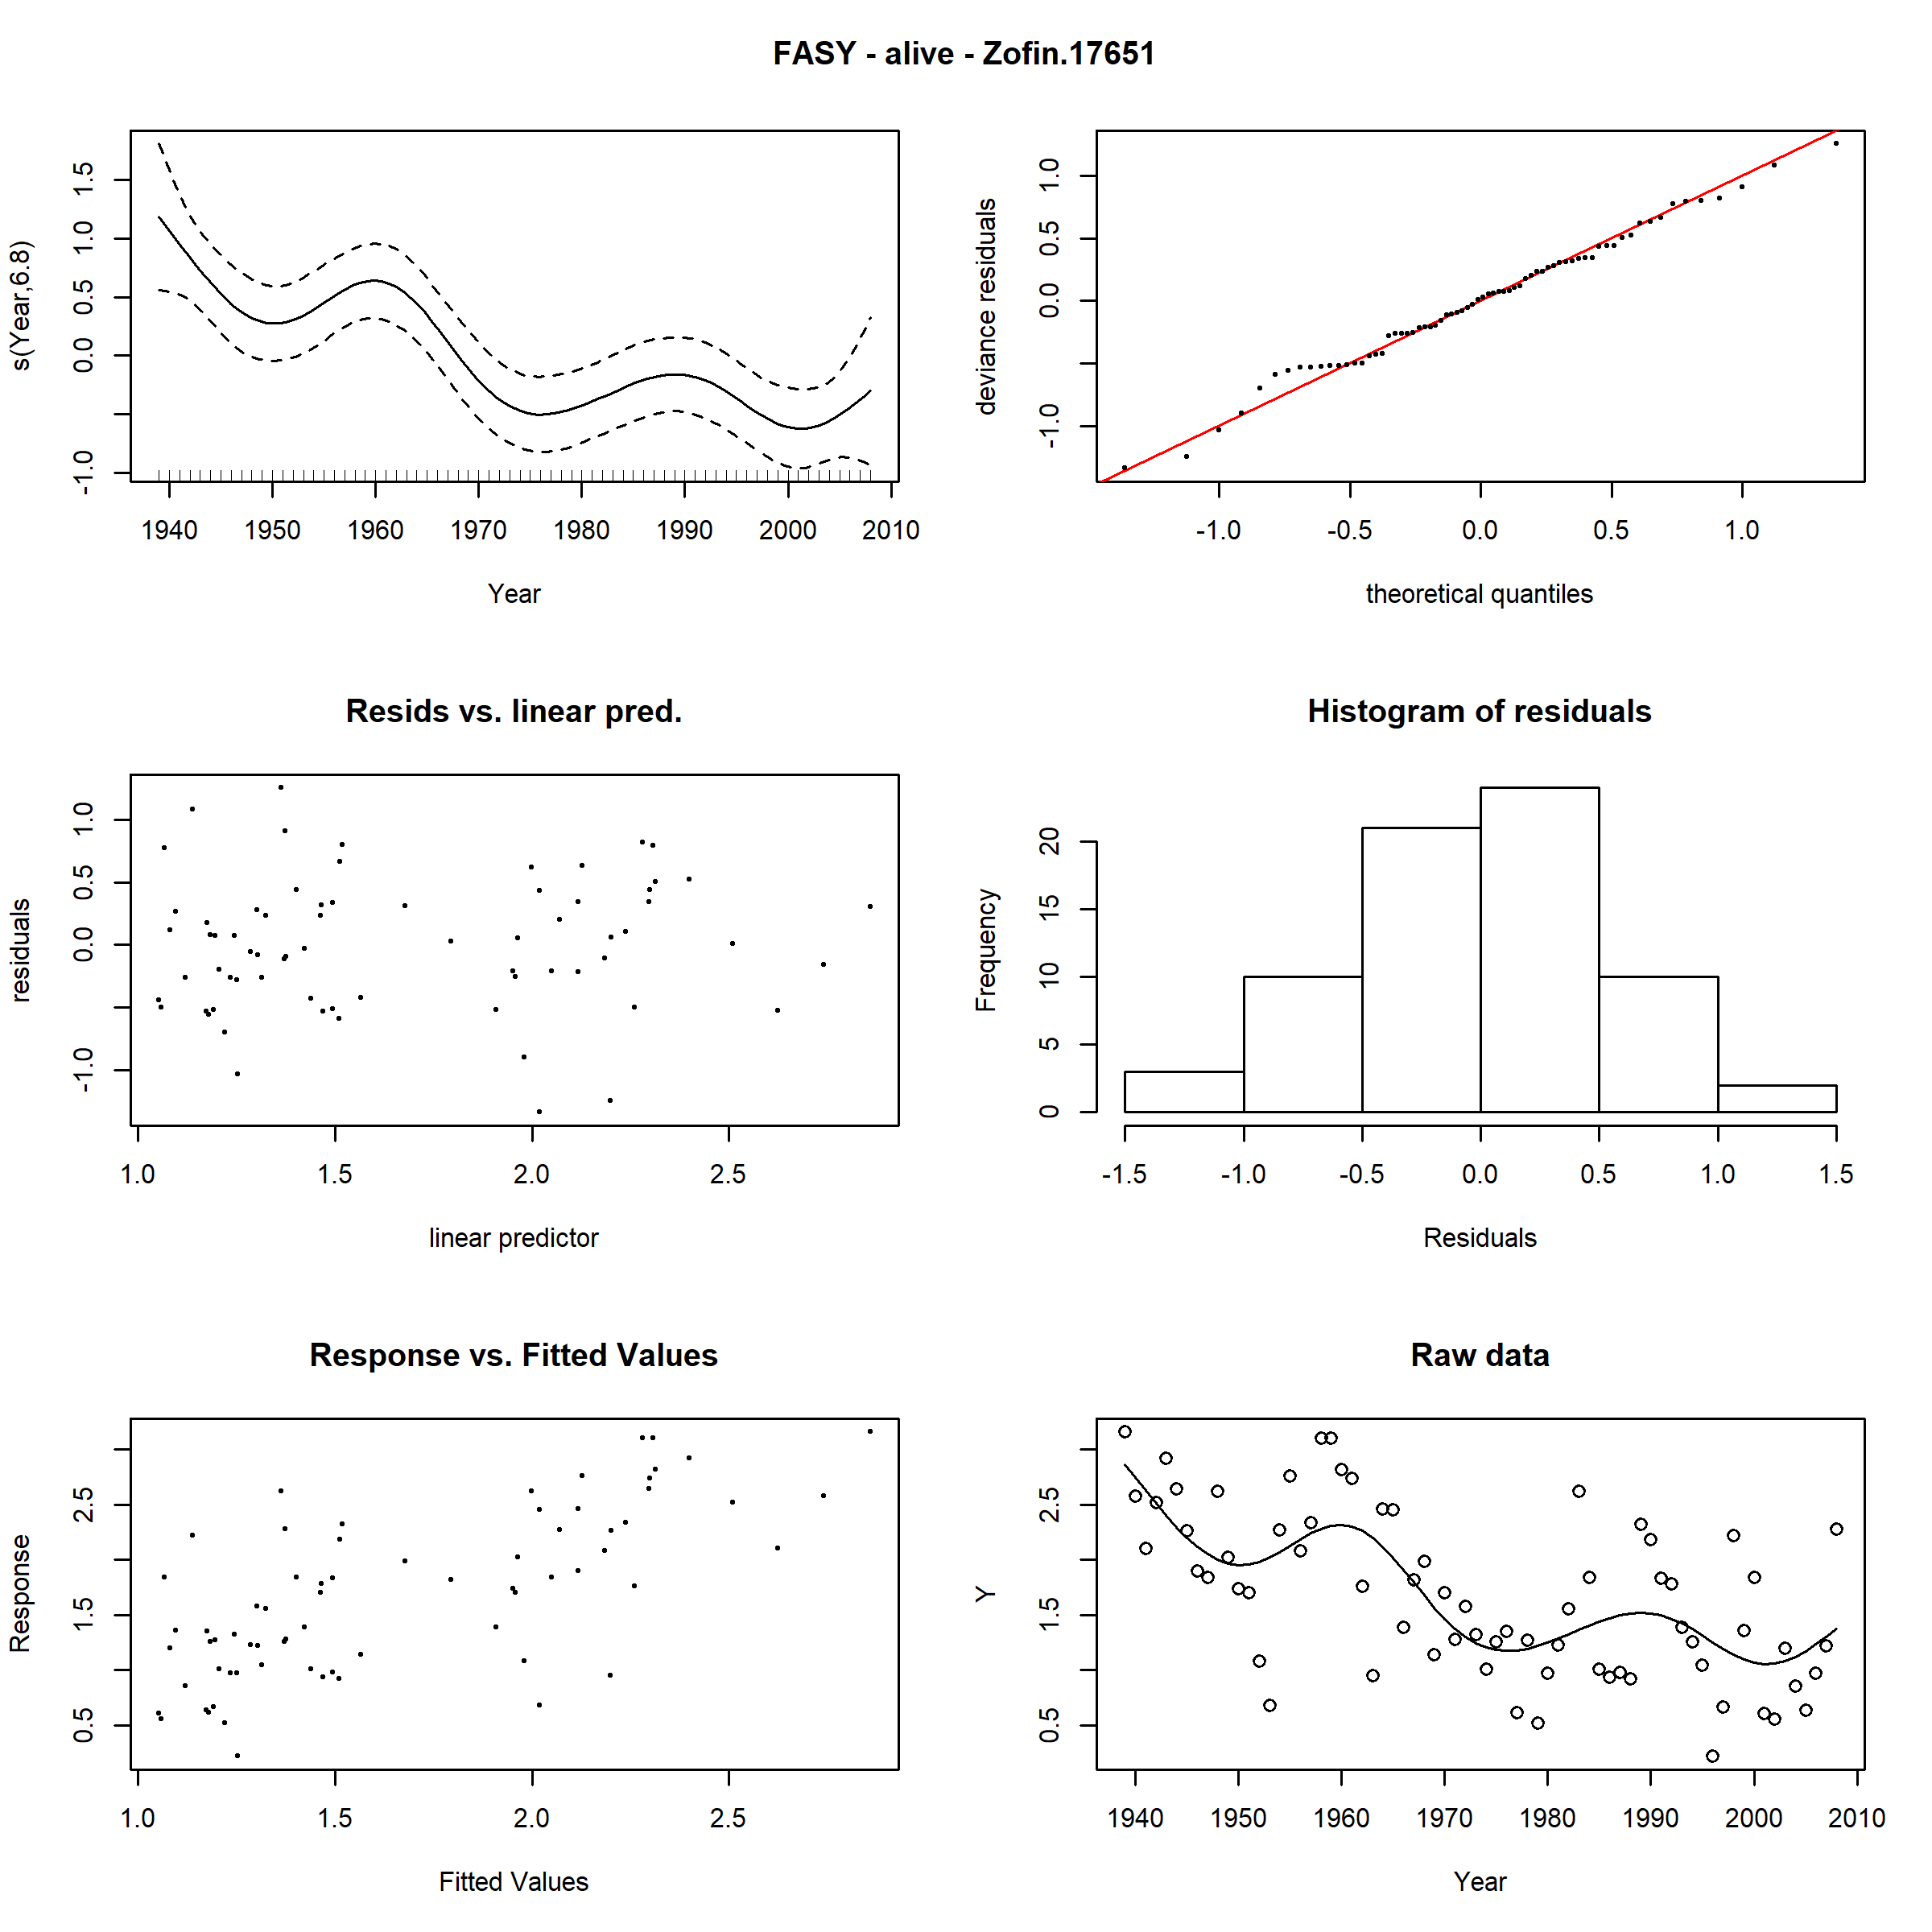 FASY - alive - Zofin.17651
s(Year,6.8)
-1.0 0.0 0.5 1.0 1.5
1940 1950 1960 1970 1980 1990 2000 2010
Year
deviance residuals
-1.0 0.0 0.5 1.0
-1.0 -0.5 0.0 0.5 1.0
theoretical quantiles
Resids vs. linear pred.
residuals
-1.0 0.0 0.5 1.0
1.0 1.5 2.0 2.5
linear predictor
Histogram of residuals
Frequency
0 5 10 15 20
-1.5 -1.0 -0.5 0.0 0.5 1.0 1.5
Residuals
Response vs. Fitted Values
Response
0.5 1.5 2.5
1.0 1.5 2.0 2.5
Fitted Values
Raw data
Y
0.5 1.5 2.5
1940 1950 1960 1970 1980 1990 2000 2010
Year